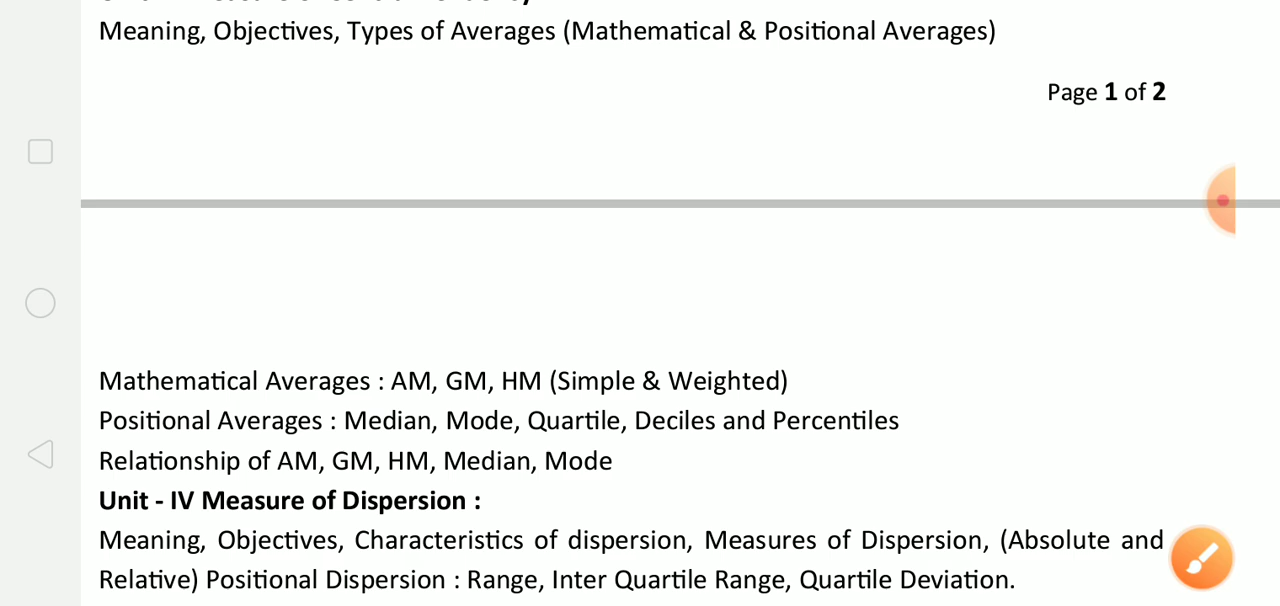 Meaning, Objectives, Types of Averages (Mathematical & Positional Averages)
Page 1 of 2
Mathematical Averages : AM, GM, HM (Simple & Weighted)
Positional Averages : Median, Mode, Quartile, Deciles and Percentiles
Relationship of AM, GM, HM, Median, Mode
Unit - IV Measure of Dispersion :
Meaning, Objectives, Characteristics of dispersion, Measures of Dispersion, (Absolute and
Relative) Positional Dispersion : Range, Inter Quartile Range, Quartile Deviation.